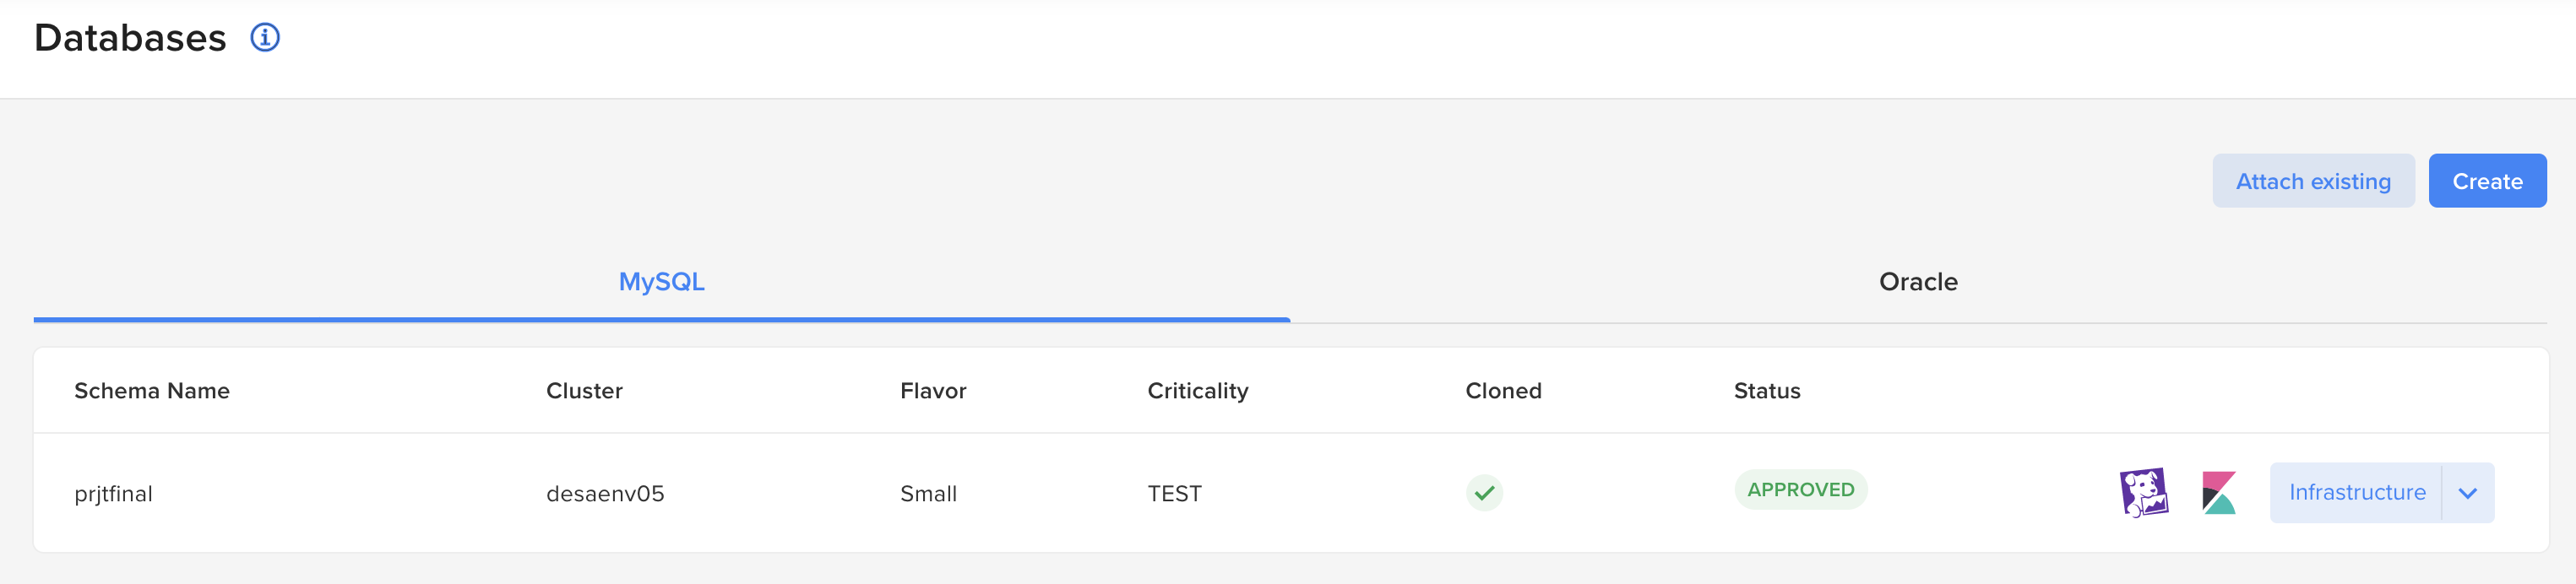 Databases
Attach existing Create
MySQL Oracle
Schema Name Cluster Flavor Criticality Cloned Status
prjtfinal desaenv05 Small TEST APPROVED Infrastructure